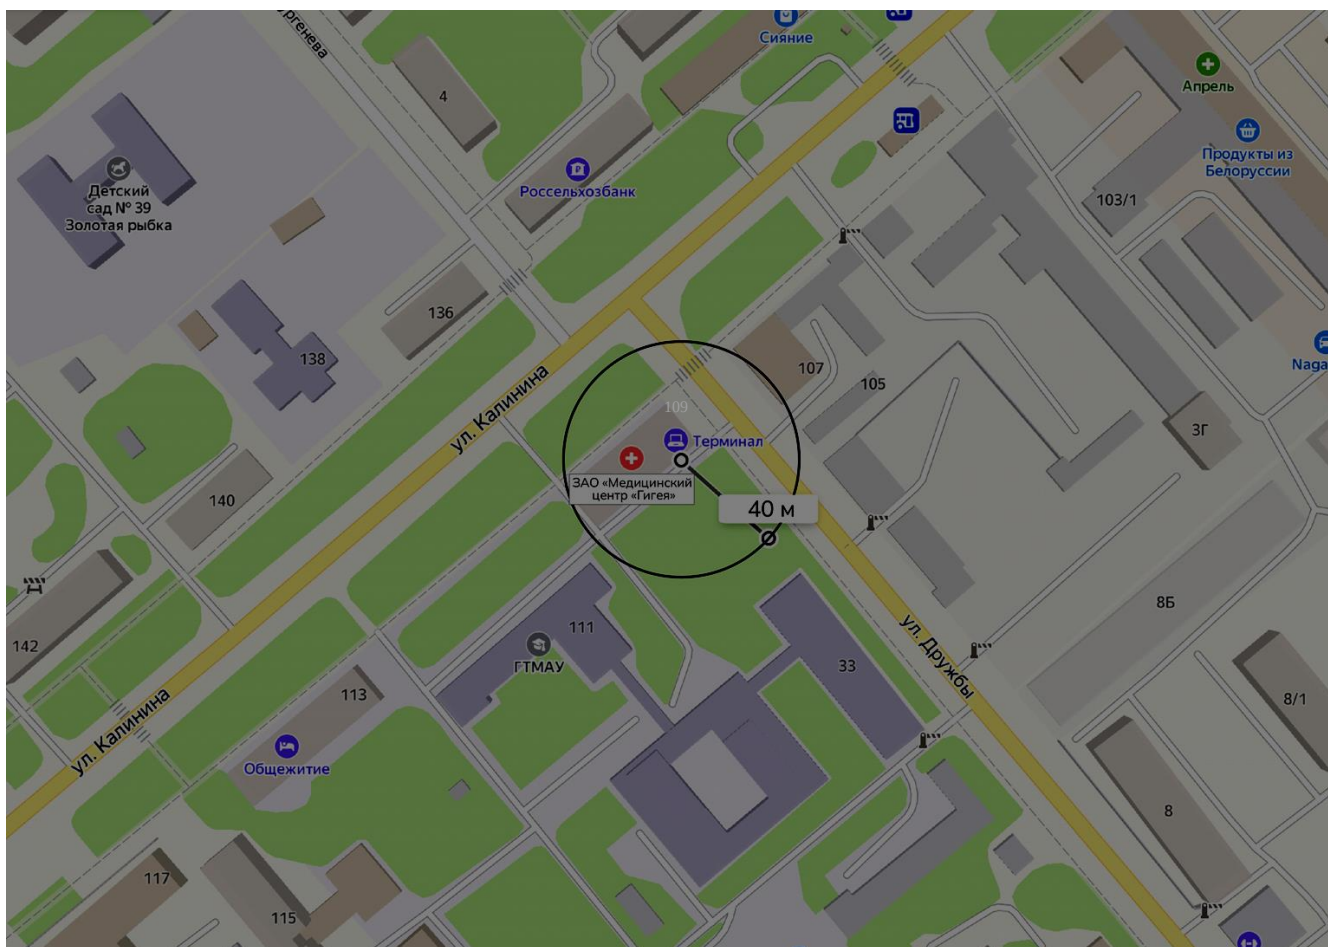 ургенева
Сияние
Апрель
4
Продукты из
Белоруссии
Россельхозбанк
Детский
сад № 39
Золотая рыбка
103/1
136
138
107
Naga
105
ул. Калинина
109
3Г
Терминал
ЗАО «Медицинский
центр «Гигея»
140
40 м
8Б
111
ул. Дружбы
142
ГТМАУ
33
113
8/1
ул. Калинина
Общежитие
8
117
115